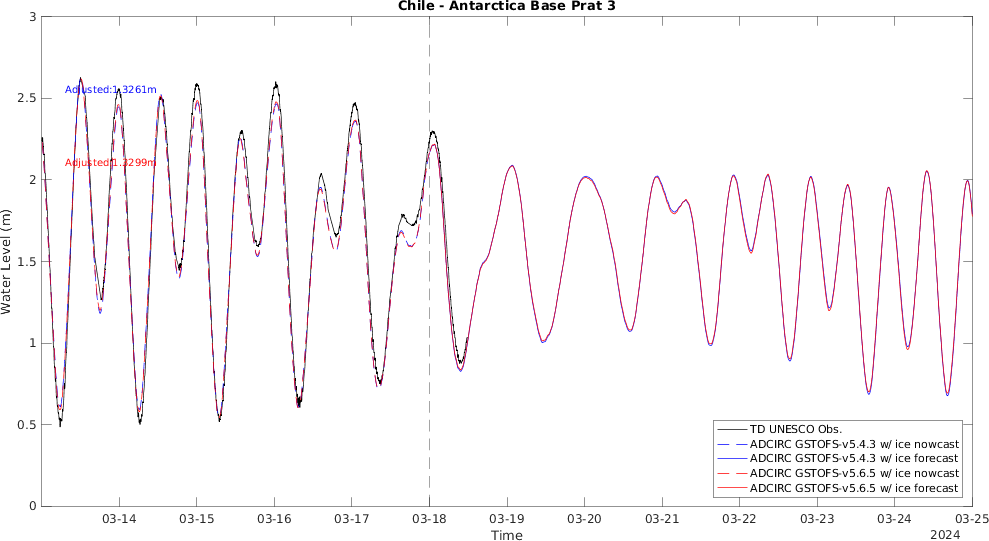 Chile - Antarctica Base Prat 3
3
2.5
2
1.5
1
0.5
0
Water Level (m)
Adjusted:1.3261m
Adjusted:1.3299m
TD UNESCO Obs.
ADCIRC GSTOFS-v5.4.3 w/ ice nowcast
ADCIRC GSTOFS-v5.4.3 w/ ice forecast
ADCIRC GSTOFS-v5.6.5 w/ ice nowcast
ADCIRC GSTOFS-v5.6.5 w/ ice forecast
03-14 03-15 03-16 03-17 03-18 03-19 03-20 03-21 03-22 03-23 03-24 03-25
Time
2024